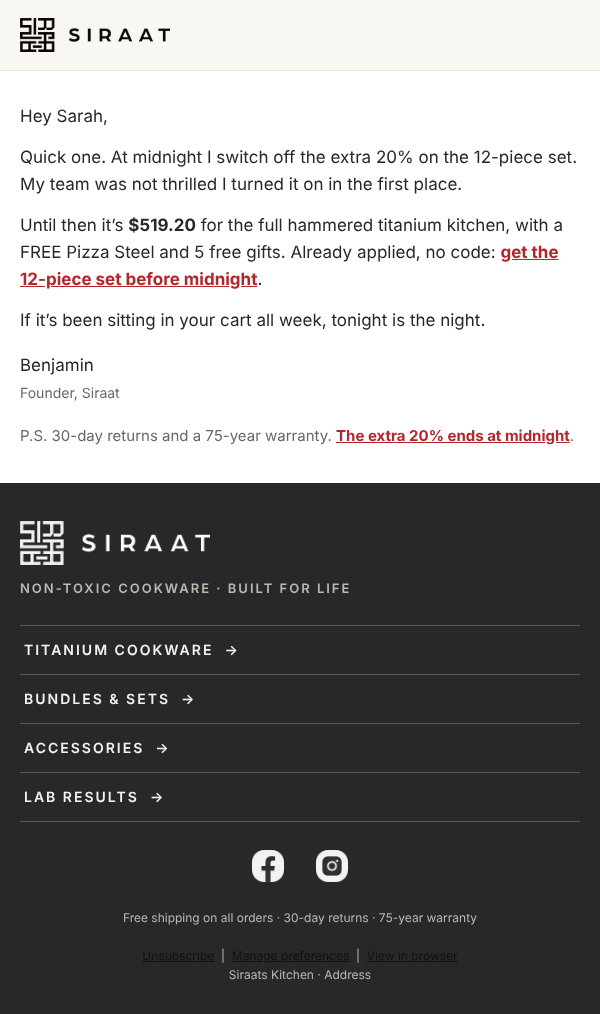 SIRAAT
Hey Sarah,
Quick one. At midnight I switch off the extra 20% on the 12-piece set.
My team was not thrilled I turned it on in the first place.
Until then it’s $519.20 for the full hammered titanium kitchen, with a
FREE Pizza Steel and 5 free gifts. Already applied, no code: get the
12-piece set before midnight.
If it’s been sitting in your cart all week, tonight is the night.
Benjamin
Founder, Siraat
P.S. 30-day returns and a 75-year warranty. The extra 20% ends at midnight.
SIRAAT
NON-TOXIC COOKWARE · BUILT FOR LIFE
TITANIUM COOKWARE →
BUNDLES & SETS →
ACCESSORIES →
LAB RESULTS →
Free shipping on all orders · 30-day returns · 75-year warranty
Unsubscribe | Manage preferences | View in browser
Siraats Kitchen · Address